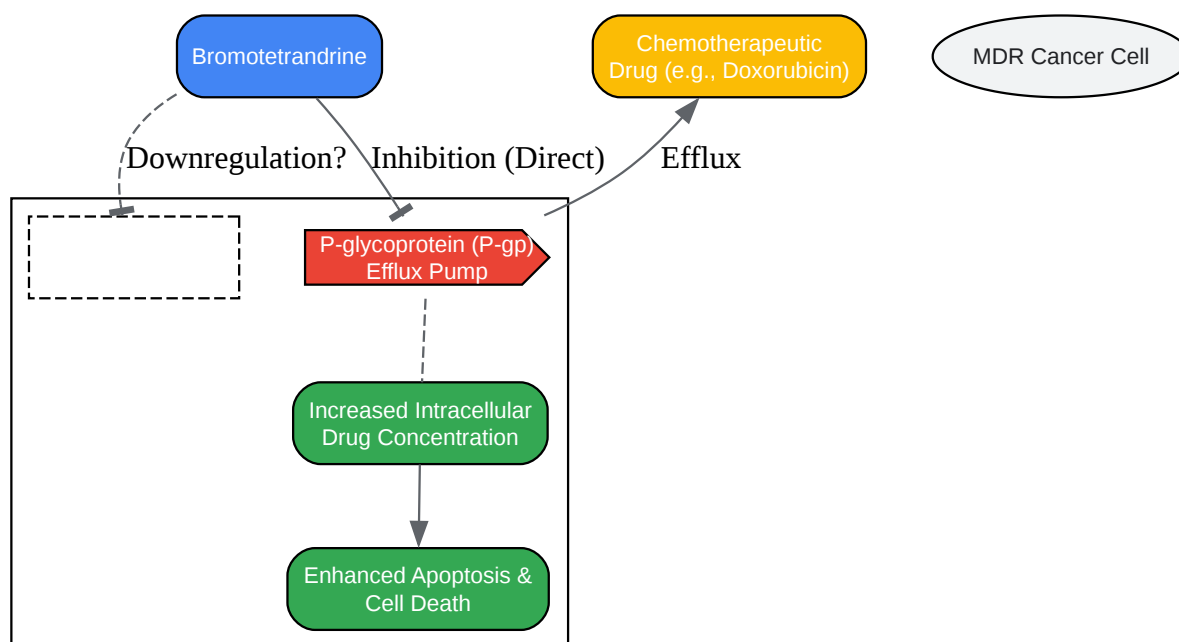 Bromotetrandrine
Chemotherapeutic
Drug (e.g., Doxorubicin)
MDR Cancer Cell
Downregulation?
Inhibition (Direct)
Efflux
P-glycoprotein (P-gp)
Efflux Pump
Increased Intracellular
Drug Concentration
Enhanced Apoptosis &
Cell Death